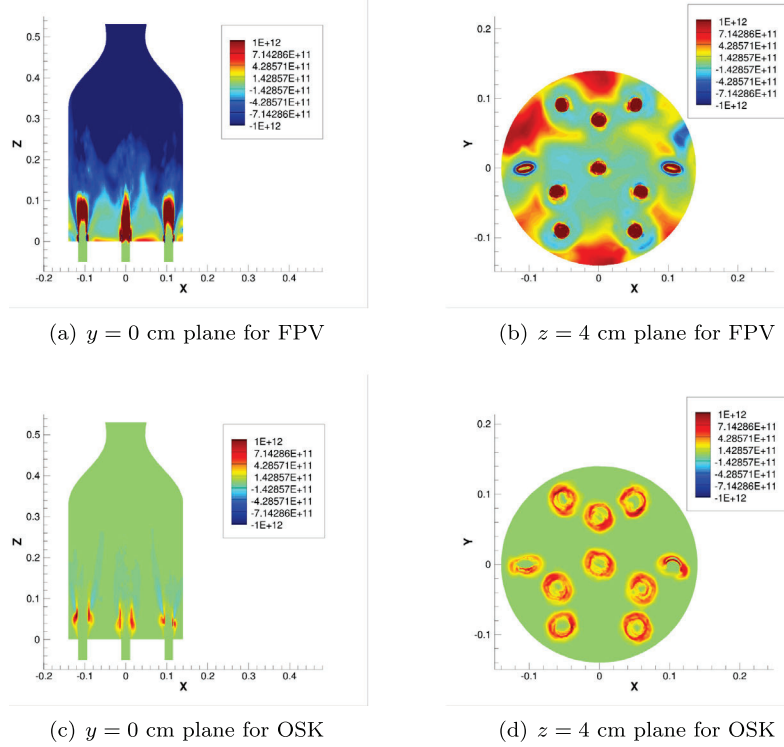 0.5
0.4
0.3
0.2
0.1
0
Z
-0.2
-0.1
0
0.1
0.2
0.3
0.4
X
1E+12
7.14286E+11
4.28571E+11
1.42857E+11
-1.42857E+11
-4.28571E+11
-7.14286E+11
-1E+12
(a) y = 0 cm plane for FPV
0.2
0.1
0
-0.1
Y
-0.1
0
0.1
0.2
X
1E+12
7.14286E+11
4.28571E+11
1.42857E+11
-1.42857E+11
-4.28571E+11
-7.14286E+11
-1E+12
(b) z = 4 cm plane for FPV
0.5
0.4
0.3
0.2
0.1
0
Z
-0.2
-0.1
0
0.1
0.2
0.3
0.4
X
1E+12
7.14286E+11
4.28571E+11
1.42857E+11
-1.42857E+11
-4.28571E+11
-7.14286E+11
-1E+12
(c) y = 0 cm plane for OSK
0.2
0.1
0
-0.1
Y
-0.1
0
0.1
0.2
X
1E+12
7.14286E+11
4.28571E+11
1.42857E+11
-1.42857E+11
-4.28571E+11
-7.14286E+11
-1E+12
(d) z = 4 cm plane for OSK